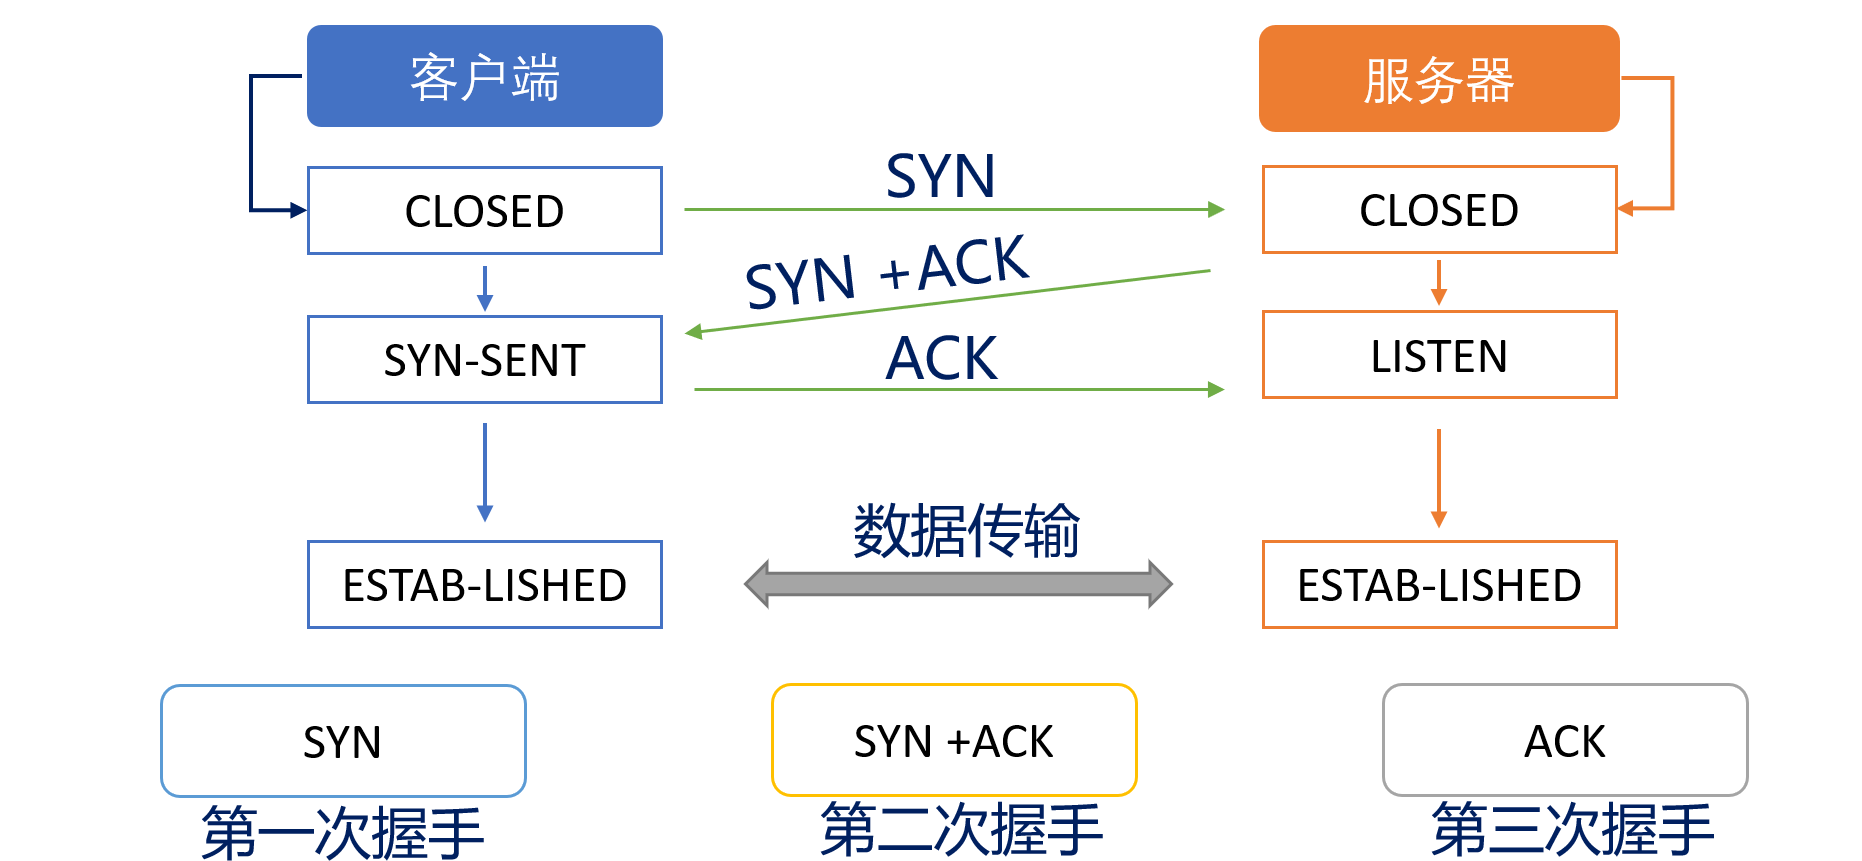 客户端
服务器
SYN
CLOSED
CLOSED
SYN +ACK
SYN-SENT
ACK
LISTEN
数据传输
ESTAB-LISHED
ESTAB-LISHED
SYN
SYN +ACK
ACK
第一次握手
第二次握手
第三次握手